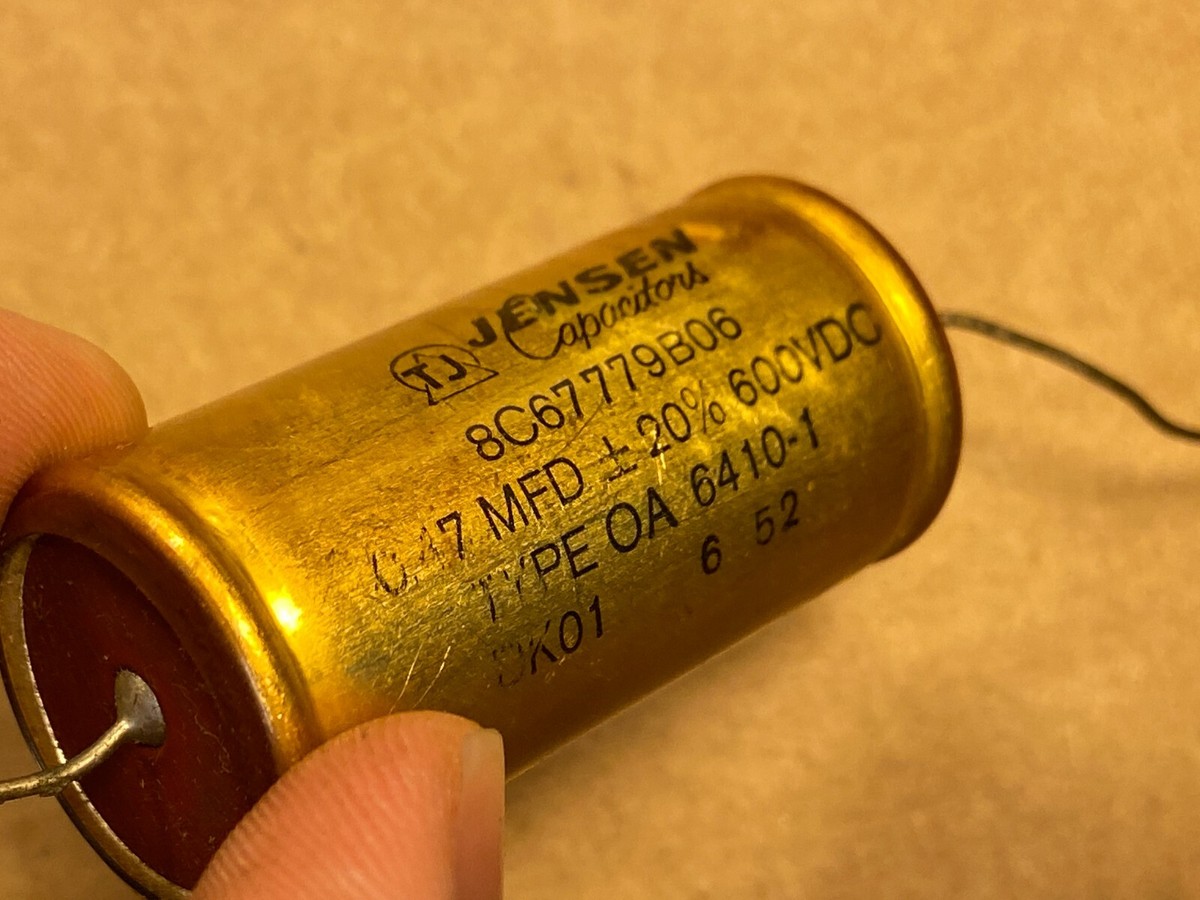 TJ JENSEN
Capacitors
8C67779B06
0.47 MFD ± 20% 600VDC
TYPE OA 6410-1
6 52